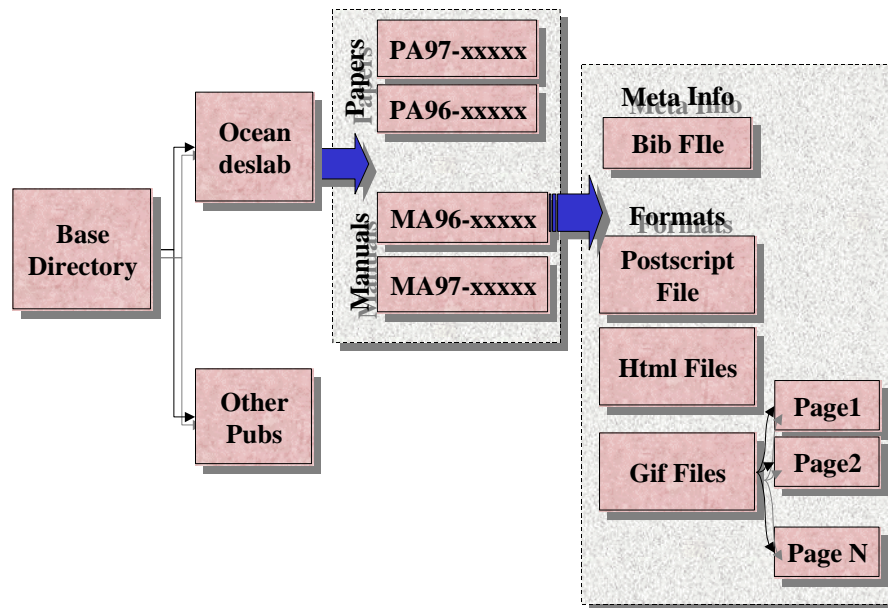 Base
Directory
Ocean
deslab
Other
Pubs
Papers
PA97-xxxxx
PA96-xxxxx
Manuals
MA96-xxxxx
MA97-xxxxx
Meta Info
Bib FIle
Formats
Postscript
File
Html Files
Gif Files
Page1
Page2
Page N